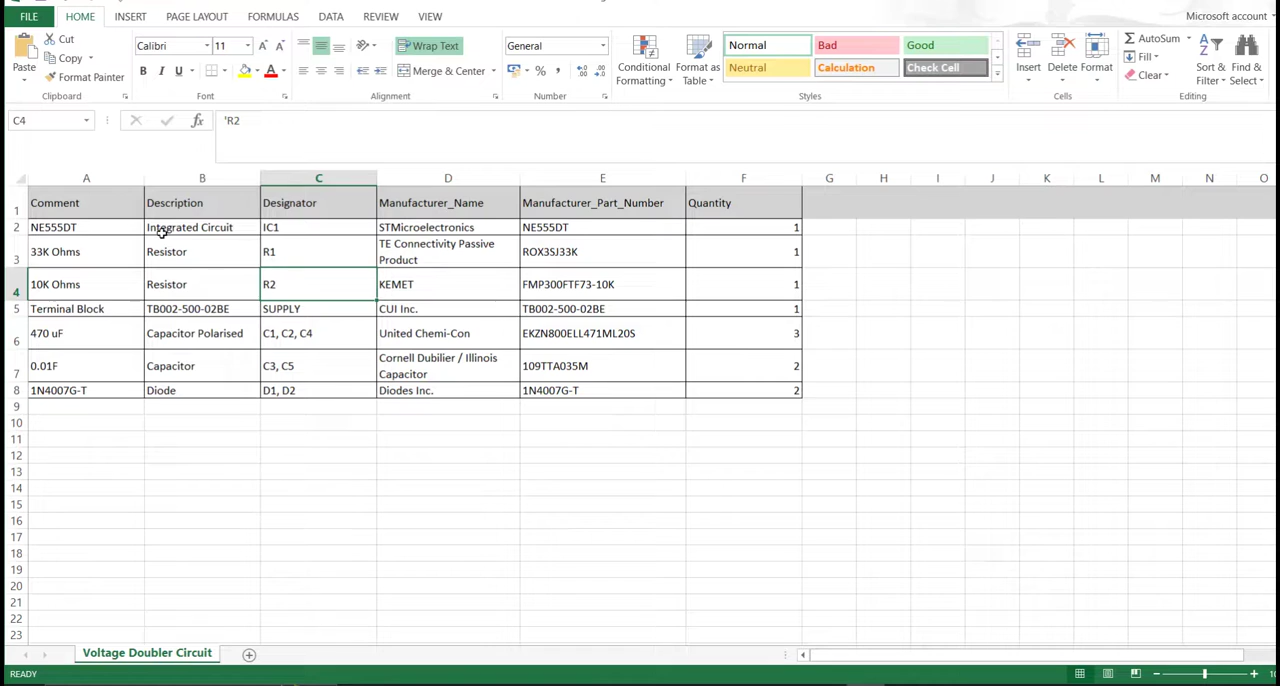 FILE HOME INSERT PAGE LAYOUT FORMULAS DATA REVIEW VIEW Microsoft account
Paste Cut Copy Format Painter
Clipboard
Calibri 11
B I U
Font
Wrap Text
Merge & Center
Alignment
General
%
Number
Conditional Formatting Format as Table
Normal Bad Good
Neutral Calculation Check Cell
Styles
Insert Delete Format
Cells
AutoSum
Fill
Clear
Sort & Filter Find & Select
Editing
C4 fx 'R2
A B C D E F G H I J K L M N O
1 Comment Description Designator Manufacturer_Name Manufacturer_Part_Number Quantity
2 NE555DT Integrated Circuit IC1 STMicroelectronics NE555DT 1
3 33K Ohms Resistor R1 TE Connectivity Passive Product ROX3SJ33K 1
4 10K Ohms Resistor R2 KEMET FMP300FTF73-10K 1
5 Terminal Block TB002-500-02BE SUPPLY CUI Inc. TB002-500-02BE 1
6 470 uF Capacitor Polarised C1, C2, C4 United Chemi-Con EKZN800ELL471ML20S 3
7 0.01F Capacitor C3, C5 Cornell Dubilier / Illinois Capacitor 109TTA035M 2
8 1N4007G-T Diode D1, D2 Diodes Inc. 1N4007G-T 2
9
10
11
12
13
14
15
16
17
18
19
20
21
22
23
Voltage Doubler Circuit
READY